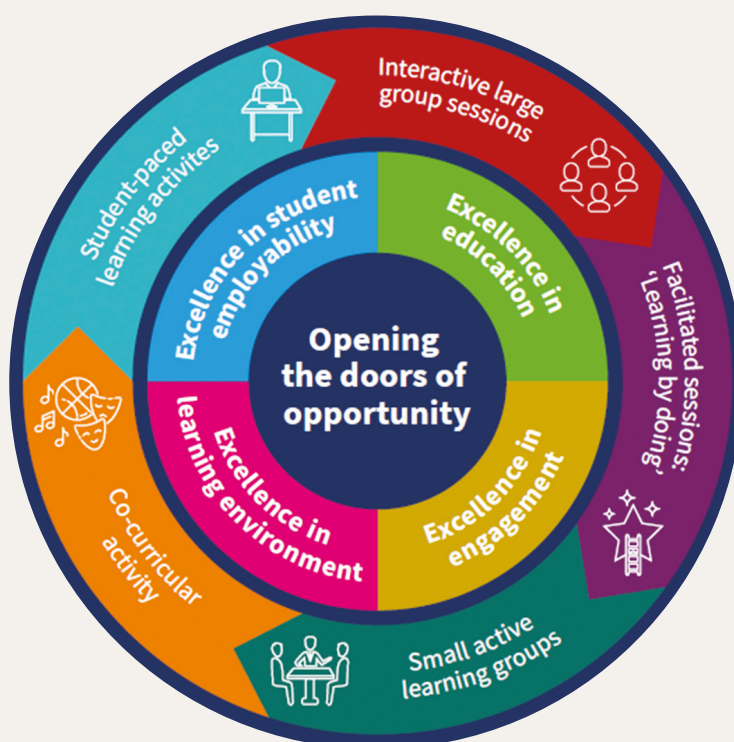 Opening
the doors of
opportunity
Excellence in student
employability
Excellence in
education
Excellence in
engagement
Excellence in
learning environment
Interactive large
group sessions
Facilitated sessions:
'Learning by doing'
Small active
learning groups
Co-curricular
activity
Student-paced
learning activites